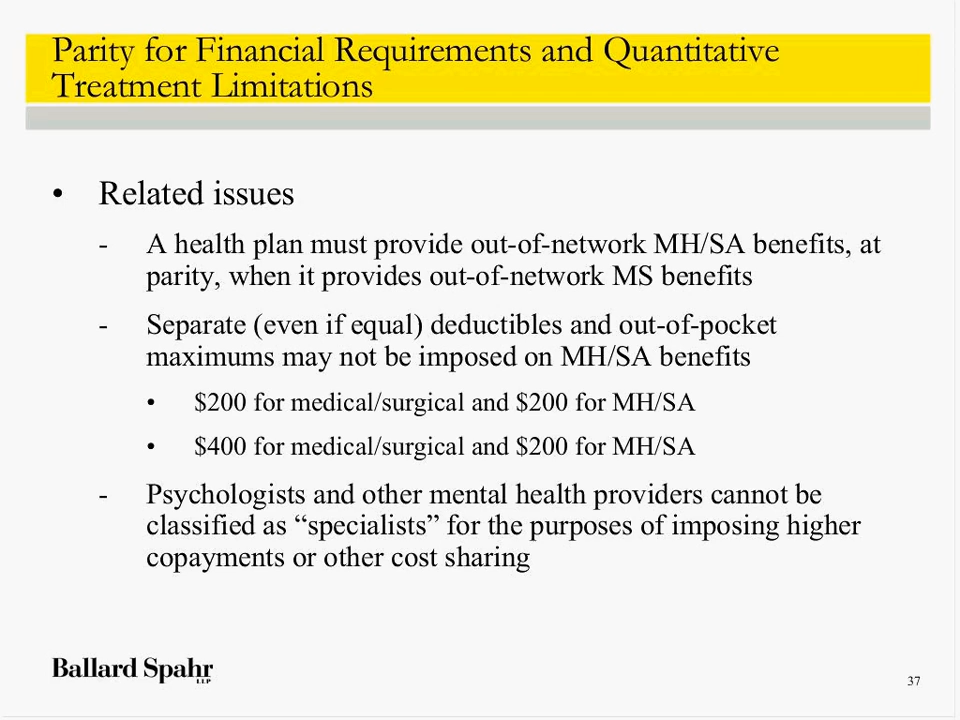 Parity for Financial Requirements and Quantitative
Treatment Limitations
• Related issues
- A health plan must provide out-of-network MH/SA benefits, at
parity, when it provides out-of-network MS benefits
- Separate (even if equal) deductibles and out-of-pocket
maximums may not be imposed on MH/SA benefits
• $200 for medical/surgical and $200 for MH/SA
• $400 for medical/surgical and $200 for MH/SA
- Psychologists and other mental health providers cannot be
classified as “specialists” for the purposes of imposing higher
copayments or other cost sharing
Ballard Spahr
LLP
37